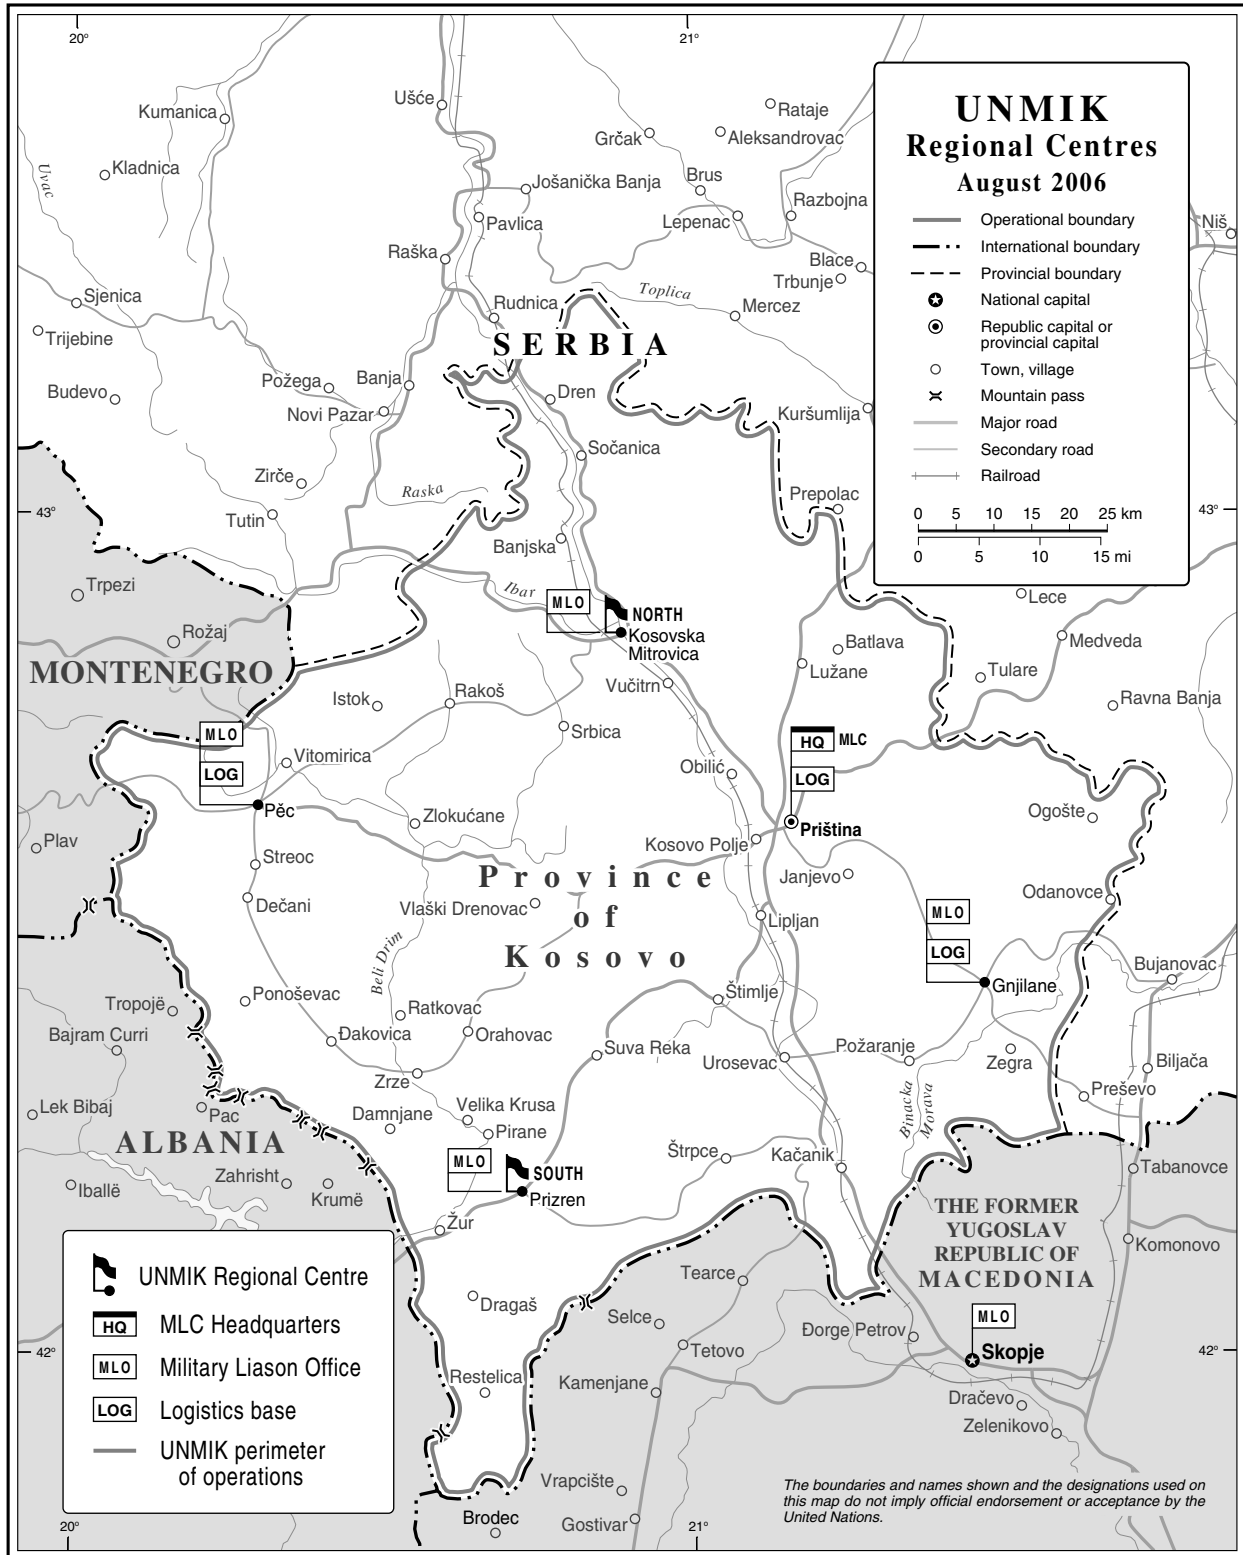 20°
21°
UNMIK
Regional Centres
August 2006
Operational boundary
International boundary
Provincial boundary
National capital
Republic capital or
provincial capital
Town, village
Mountain pass
Major road
Secondary road
Railroad
0 5 10 15 20 25 km
0 5 10 15 mi
Ušće
Kumanica
Kladnica
Uvac
Rataje
Grčak
Aleksandrovac
Jošanička Banja
Brus
Razbojna
Pavlica
Lepenac
Niš
Raška
Blace
Trbunje
Toplica
Sjenica
Rudnica
Mercez
Trijebine
SERBIA
Požega
Banja
Budevo
Dren
Novi Pazar
Kuršumlija
Sočanica
Zirče
Raska
Prepolac
43°
43°
Tutin
Banjska
Trpezi
Ibar
MLO
NORTH
Kosovska
Mitrovica
Lece
Rožaj
Batlava
Medveda
MONTENEGRO
Lužane
Tulare
Vučitrn
Istok
Rakoš
Ravna Banja
MLO
Srbica
HQ MLC
Vitomirica
LOG
Obilić
LOG
Pĕc
Zlokućane
Ogošte
Priština
Plav
Kosovo Polje
Streoc
Janjevo
Province
of
Kosovo
Dečani
Vlaški Drenovac
Odanovce
MLO
Lipljan
LOG
Beli Drim
Bujanovac
Gnjilane
Ponoševac
Štimlje
Tropojë
Ratkovac
Bajram Curri
Đakovica
Orahovac
Suva Reka
Urosevac
Požaranje
Zegra
Biljača
Zrze
Preševo
Binacka
Morava
Lek Bibaj
Pac
Damnjane
Velika Krusa
Pirane
ALBANIA
MLO
SOUTH
Štrpce
Kačanik
Tabanovce
Iballë
Zahrisht
Krumë
Prizren
Žur
THE FORMER
YUGOSLAV
REPUBLIC OF
MACEDONIA
Komonovo
UNMIK Regional Centre
HQ MLC Headquarters
MLO Military Liason Office
LOG Logistics base
UNMIK perimeter
of operations
Tearce
Dragaš
Selce
MLO
Đorge Petrov
Skopje
42°
42°
Tetovo
Restelica
Kamenjane
Dračevo
Zelenikovo
Vrapcište
Brodec
Gostivar
The boundaries and names shown and the designations used on
this map do not imply official endorsement or acceptance by the
United Nations.
20°
21°